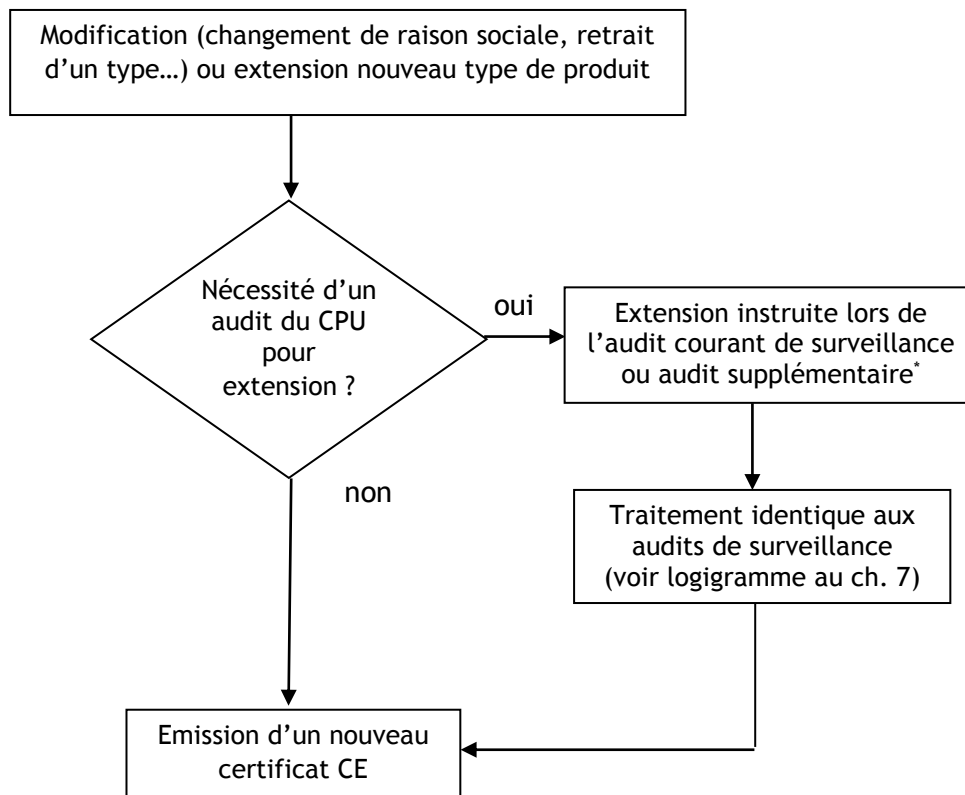 Modification (changement de raison sociale, retrait
d’un type…) ou extension nouveau type de produit
Nécessité d’un
audit du CPU
pour
extension ?
oui
Extension instruite lors de
l’audit courant de surveillance
ou audit supplémentaire*
non
Traitement identique aux
audits de surveillance
(voir logigramme au ch. 7)
Emission d’un nouveau
certificat CE